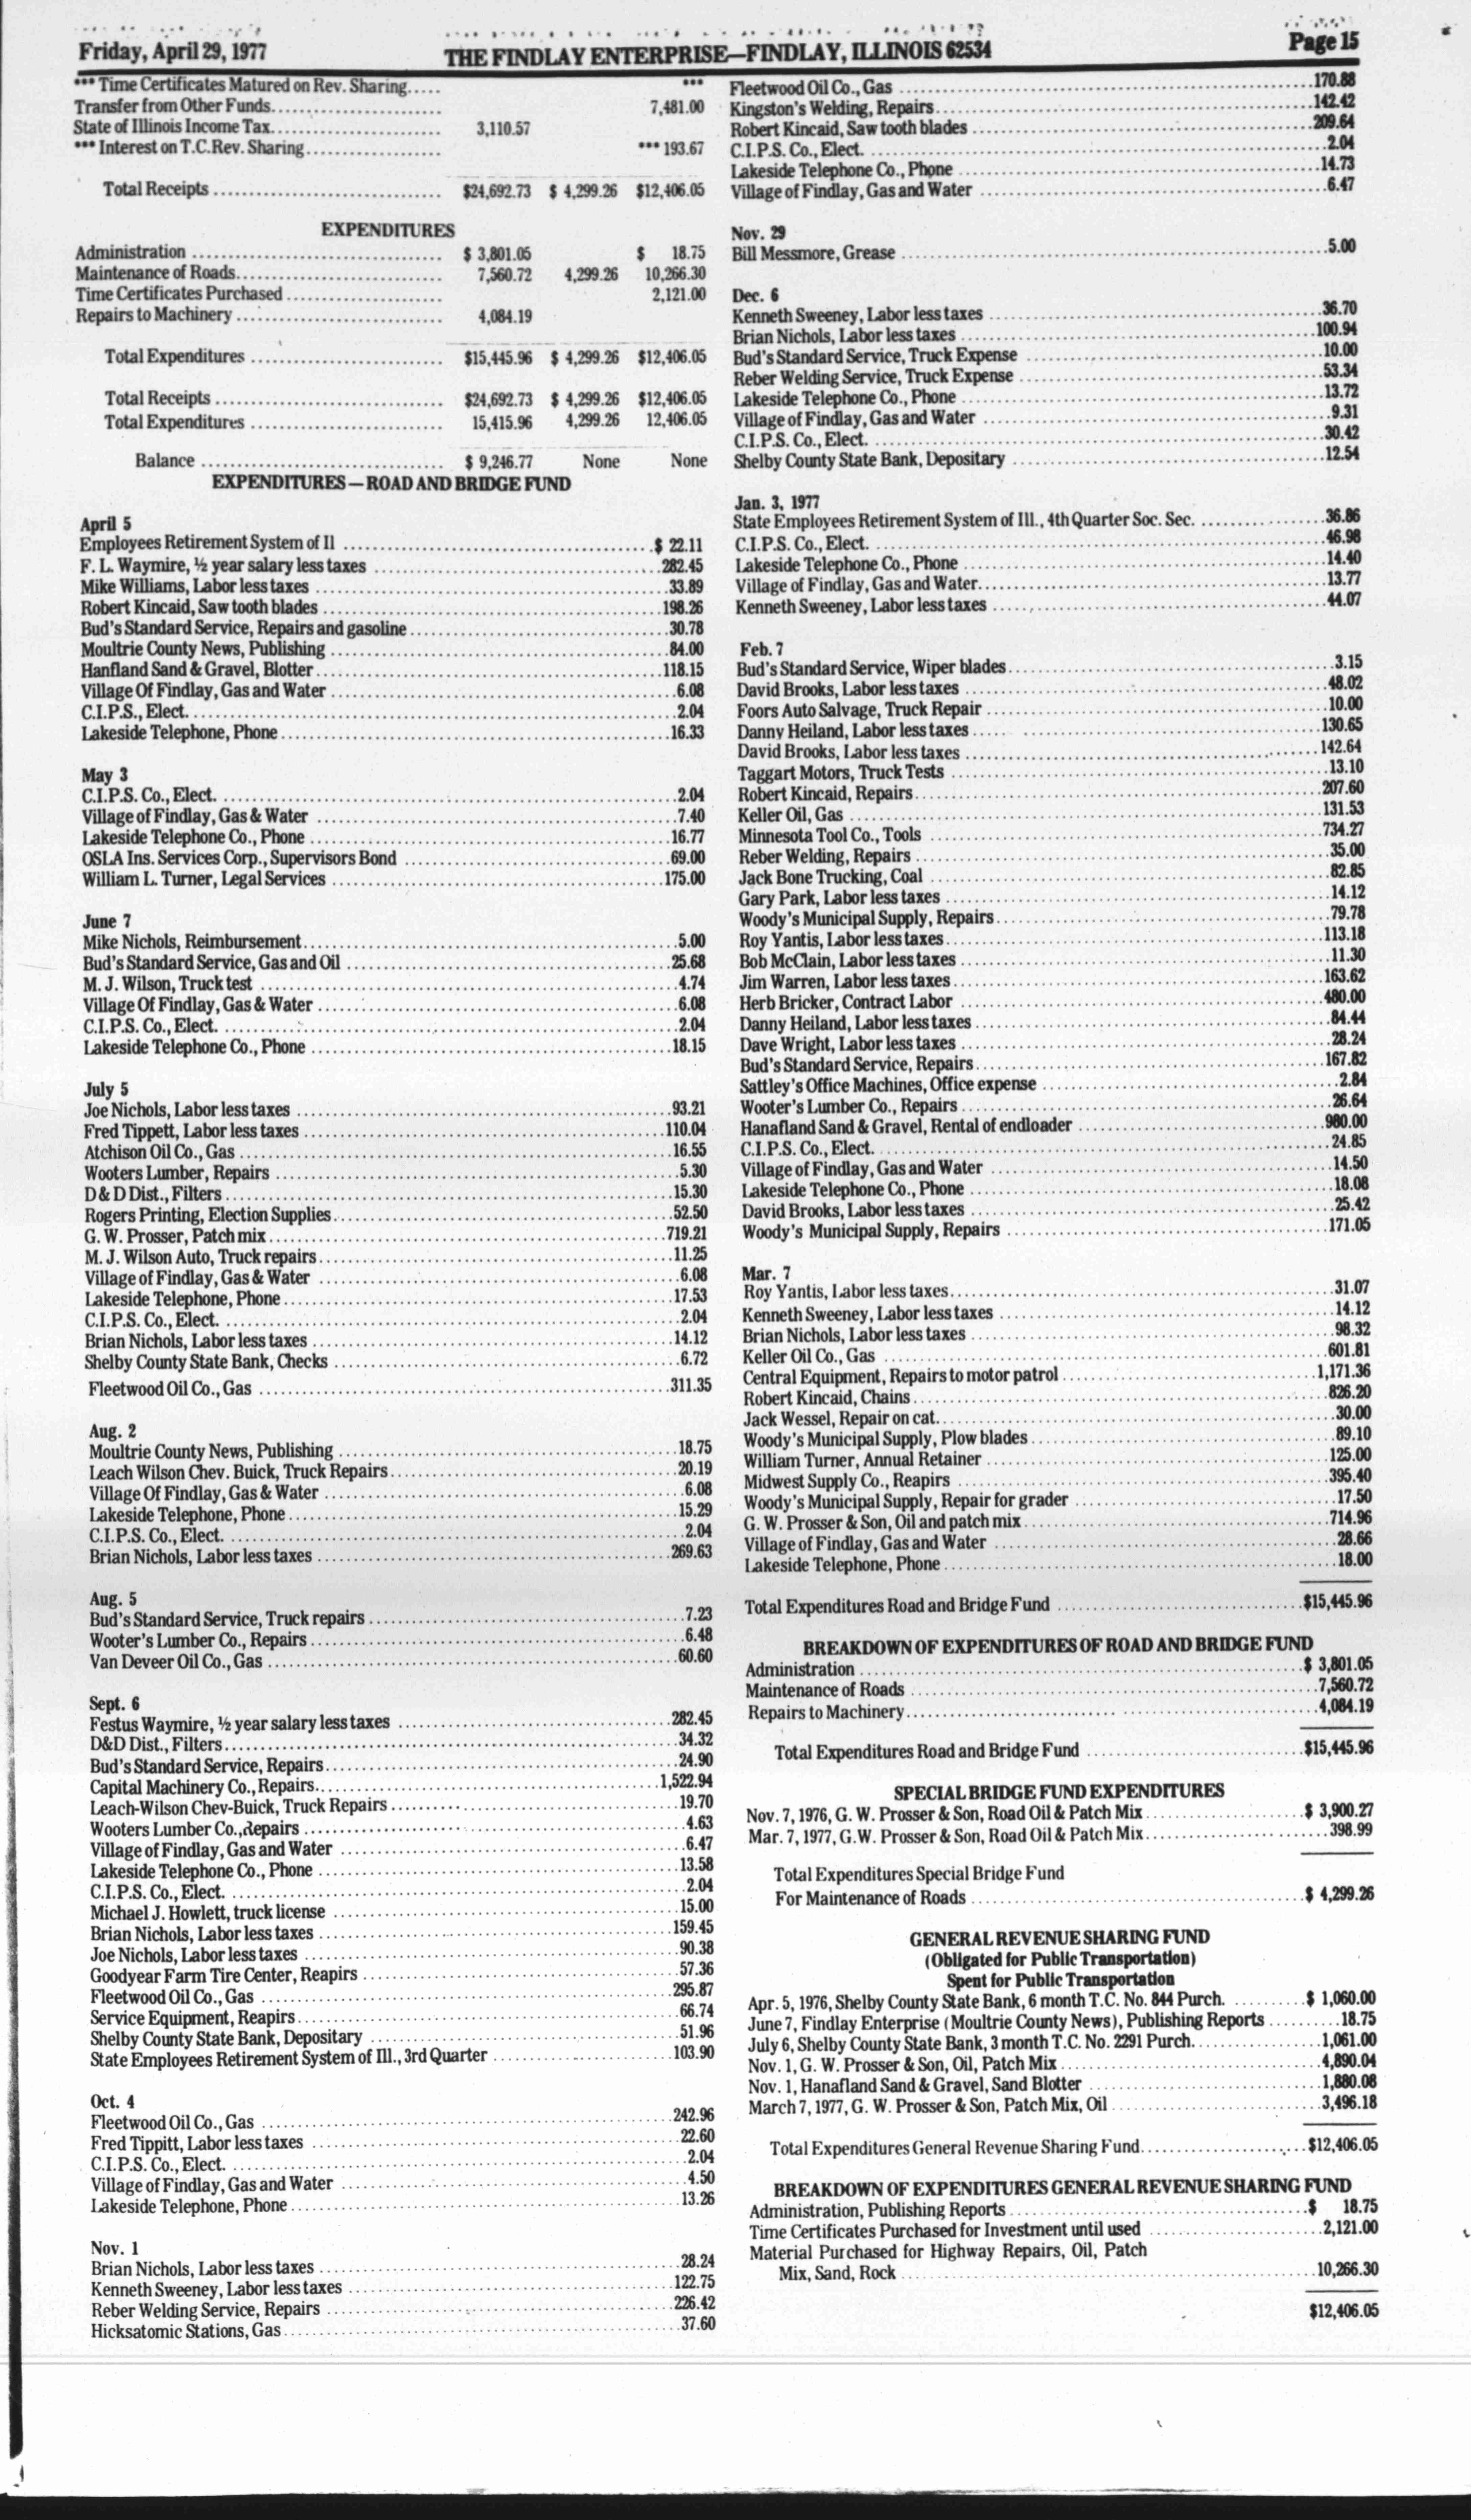 Friday, April 29, 1977
THE FINDLAY ENTERPRISE—FINDLAY, ILLINOIS 62534
Page 15
*** Time Certificates Matured on Rev. Sharing..... ***
Transfer from Other Funds.... 7,481.00
State of Illinois Income Tax.... 3,110.57
*** Interest on T.C. Rev. Sharing.... *** 193.67
Total Receipts .... $24,692.73 $ 4,299.26 $12,406.05
EXPENDITURES
Administration .... $ 3,801.05 $ 18.75
Maintenance of Roads.... 7,560.72 4,299.26 10,266.30
Time Certificates Purchased .... 2,121.00
Repairs to Machinery .... 4,084.19
Total Expenditures .... $15,445.96 $ 4,299.26 $12,406.05
Total Receipts .... $24,692.73 $ 4,299.26 $12,406.05
Total Expenditures .... 15,415.96 4,299.26 12,406.05
Balance .... $ 9,246.77 None None
EXPENDITURES — ROAD AND BRIDGE FUND
April 5
Employees Retirement System of Il .... $ 22.11
F. L. Waymire, ½ year salary less taxes .... 282.45
Mike Williams, Labor less taxes .... 33.89
Robert Kincaid, Saw tooth blades .... 198.26
Bud's Standard Service, Repairs and gasoline .... 30.78
Moultrie County News, Publishing .... 84.00
Hanfland Sand & Gravel, Blotter .... 118.15
Village Of Findlay, Gas and Water .... 6.08
C.I.P.S., Elect. .... 2.04
Lakeside Telephone, Phone .... 16.33
May 3
C.I.P.S. Co., Elect. .... 2.04
Village of Findlay, Gas & Water .... 7.40
Lakeside Telephone Co., Phone .... 16.77
OSLA Ins. Services Corp., Supervisors Bond .... 69.00
William L. Turner, Legal Services .... 175.00
June 7
Mike Nichols, Reimbursement .... 5.00
Bud's Standard Service, Gas and Oil .... 25.68
M. J. Wilson, Truck test .... 4.74
Village Of Findlay, Gas & Water .... 6.08
C.I.P.S. Co., Elect. .... 2.04
Lakeside Telephone Co., Phone .... 18.15
July 5
Joe Nichols, Labor less taxes .... 93.21
Fred Tippett, Labor less taxes .... 110.04
Atchison Oil Co., Gas .... 16.55
Wooters Lumber, Repairs .... 5.30
D & D Dist., Filters .... 15.30
Rogers Printing, Election Supplies .... 52.50
G. W. Prosser, Patch mix .... 719.21
M. J. Wilson Auto, Truck repairs .... 11.25
Village of Findlay, Gas & Water .... 6.08
Lakeside Telephone, Phone .... 17.53
C.I.P.S. Co., Elect. .... 2.04
Brian Nichols, Labor less taxes .... 14.12
Shelby County State Bank, Checks .... 6.72
Fleetwood Oil Co., Gas .... 311.35
Aug. 2
Moultrie County News, Publishing .... 18.75
Leach Wilson Chev. Buick, Truck Repairs .... 20.19
Village Of Findlay, Gas & Water .... 6.08
Lakeside Telephone, Phone .... 15.29
C.I.P.S. Co., Elect. .... 2.04
Brian Nichols, Labor less taxes .... 269.63
Aug. 5
Bud's Standard Service, Truck repairs .... 7.23
Wooter's Lumber Co., Repairs .... 6.48
Van Deveer Oil Co., Gas .... 60.60
Sept. 6
Festus Waymire, ½ year salary less taxes .... 282.45
D&D Dist., Filters .... 34.32
Bud's Standard Service, Repairs .... 24.90
Capital Machinery Co., Repairs .... 1,522.94
Leach-Wilson Chev-Buick, Truck Repairs .... 19.70
Wooters Lumber Co., Repairs .... 4.63
Village of Findlay, Gas and Water .... 6.47
Lakeside Telephone Co., Phone .... 13.58
C.I.P.S. Co., Elect. .... 2.04
Michael J. Howlett, truck license .... 15.00
Brian Nichols, Labor less taxes .... 159.45
Joe Nichols, Labor less taxes .... 90.38
Goodyear Farm Tire Center, Reapirs .... 57.36
Fleetwood Oil Co., Gas .... 295.87
Service Equipment, Reapirs .... 66.74
Shelby County State Bank, Depositary .... 51.96
State Employees Retirement System of Ill., 3rd Quarter .... 103.90
Oct. 4
Fleetwood Oil Co., Gas .... 242.96
Fred Tippitt, Labor less taxes .... 22.60
C.I.P.S. Co., Elect. .... 2.04
Village of Findlay, Gas and Water .... 4.50
Lakeside Telephone, Phone .... 13.26
Nov. 1
Brian Nichols, Labor less taxes .... 28.24
Kenneth Sweeney, Labor less taxes .... 122.75
Reber Welding Service, Repairs .... 226.42
Hicksatomic Stations, Gas .... 37.60
Fleetwood Oil Co., Gas .... 170.88
Kingston's Welding, Repairs .... 142.42
Robert Kincaid, Saw tooth blades .... 209.64
C.I.P.S. Co., Elect. .... 2.04
Lakeside Telephone Co., Phone .... 14.73
Village of Findlay, Gas and Water .... 6.47
Nov. 29
Bill Messmore, Grease .... 5.00
Dec. 6
Kenneth Sweeney, Labor less taxes .... 36.70
Brian Nichols, Labor less taxes .... 100.94
Bud's Standard Service, Truck Expense .... 10.00
Reber Welding Service, Truck Expense .... 53.34
Lakeside Telephone Co., Phone .... 13.72
Village of Findlay, Gas and Water .... 9.31
C.I.P.S. Co., Elect. .... 30.42
Shelby County State Bank, Depositary .... 12.54
Jan. 3, 1977
State Employees Retirement System of Ill., 4th Quarter Soc. Sec. .... 36.86
C.I.P.S. Co., Elect. .... 46.98
Lakeside Telephone Co., Phone .... 14.40
Village of Findlay, Gas and Water .... 13.77
Kenneth Sweeney, Labor less taxes .... 44.07
Feb. 7
Bud's Standard Service, Wiper blades .... 3.15
David Brooks, Labor less taxes .... 48.02
Foors Auto Salvage, Truck Repair .... 10.00
Danny Heiland, Labor less taxes .... 130.65
David Brooks, Labor less taxes .... 142.64
Taggart Motors, Truck Tests .... 13.10
Robert Kincaid, Repairs .... 207.60
Keller Oil, Gas .... 131.53
Minnesota Tool Co., Tools .... 734.27
Reber Welding, Repairs .... 35.00
Jack Bone Trucking, Coal .... 82.85
Gary Park, Labor less taxes .... 14.12
Woody's Municipal Supply, Repairs .... 79.78
Roy Yantis, Labor less taxes .... 113.18
Bob McClain, Labor less taxes .... 11.30
Jim Warren, Labor less taxes .... 163.62
Herb Bricker, Contract Labor .... 480.00
Danny Heiland, Labor less taxes .... 84.44
Dave Wright, Labor less taxes .... 28.24
Bud's Standard Service, Repairs .... 167.82
Sattley's Office Machines, Office expense .... 2.84
Wooter's Lumber Co., Repairs .... 26.64
Hanafland Sand & Gravel, Rental of endloader .... 980.00
C.I.P.S. Co., Elect. .... 24.85
Village of Findlay, Gas and Water .... 14.50
Lakeside Telephone Co., Phone .... 18.08
David Brooks, Labor less taxes .... 25.42
Woody's Municipal Supply, Repairs .... 171.05
Mar. 7
Roy Yantis, Labor less taxes .... 31.07
Kenneth Sweeney, Labor less taxes .... 14.12
Brian Nichols, Labor less taxes .... 98.32
Keller Oil Co., Gas .... 601.81
Central Equipment, Repairs to motor patrol .... 1,171.36
Robert Kincaid, Chains .... 826.20
Jack Wessel, Repair on cat. .... 30.00
Woody's Municipal Supply, Plow blades .... 89.10
William Turner, Annual Retainer .... 125.00
Midwest Supply Co., Reapirs .... 395.40
Woody's Municipal Supply, Repair for grader .... 17.50
G. W. Prosser & Son, Oil and patch mix .... 714.96
Village of Findlay, Gas and Water .... 28.66
Lakeside Telephone, Phone .... 18.00
Total Expenditures Road and Bridge Fund .... $15,445.96
BREAKDOWN OF EXPENDITURES OF ROAD AND BRIDGE FUND
Administration .... $ 3,801.05
Maintenance of Roads .... 7,560.72
Repairs to Machinery .... 4,084.19
Total Expenditures Road and Bridge Fund .... $15,445.96
SPECIAL BRIDGE FUND EXPENDITURES
Nov. 7, 1976, G. W. Prosser & Son, Road Oil & Patch Mix .... $ 3,900.27
Mar. 7, 1977, G.W. Prosser & Son, Road Oil & Patch Mix .... 398.99
Total Expenditures Special Bridge Fund
For Maintenance of Roads .... $ 4,299.26
GENERAL REVENUE SHARING FUND
(Obligated for Public Transportation)
Spent for Public Transportation
Apr. 5, 1976, Shelby County State Bank, 6 month T.C. No. 844 Purch. .... $ 1,060.00
June 7, Findlay Enterprise (Moultrie County News), Publishing Reports .... 18.75
July 6, Shelby County State Bank, 3 month T.C. No. 2291 Purch. .... 1,061.00
Nov. 1, G. W. Prosser & Son, Oil, Patch Mix .... 4,890.04
Nov. 1, Hanafland Sand & Gravel, Sand Blotter .... 1,880.08
March 7, 1977, G. W. Prosser & Son, Patch Mix, Oil .... 3,496.18
Total Expenditures General Revenue Sharing Fund .... $12,406.05
BREAKDOWN OF EXPENDITURES GENERAL REVENUE SHARING FUND
Administration, Publishing Reports .... $ 18.75
Time Certificates Purchased for Investment until used .... 2,121.00
Material Purchased for Highway Repairs, Oil, Patch
Mix, Sand, Rock .... 10,266.30
$12,406.05